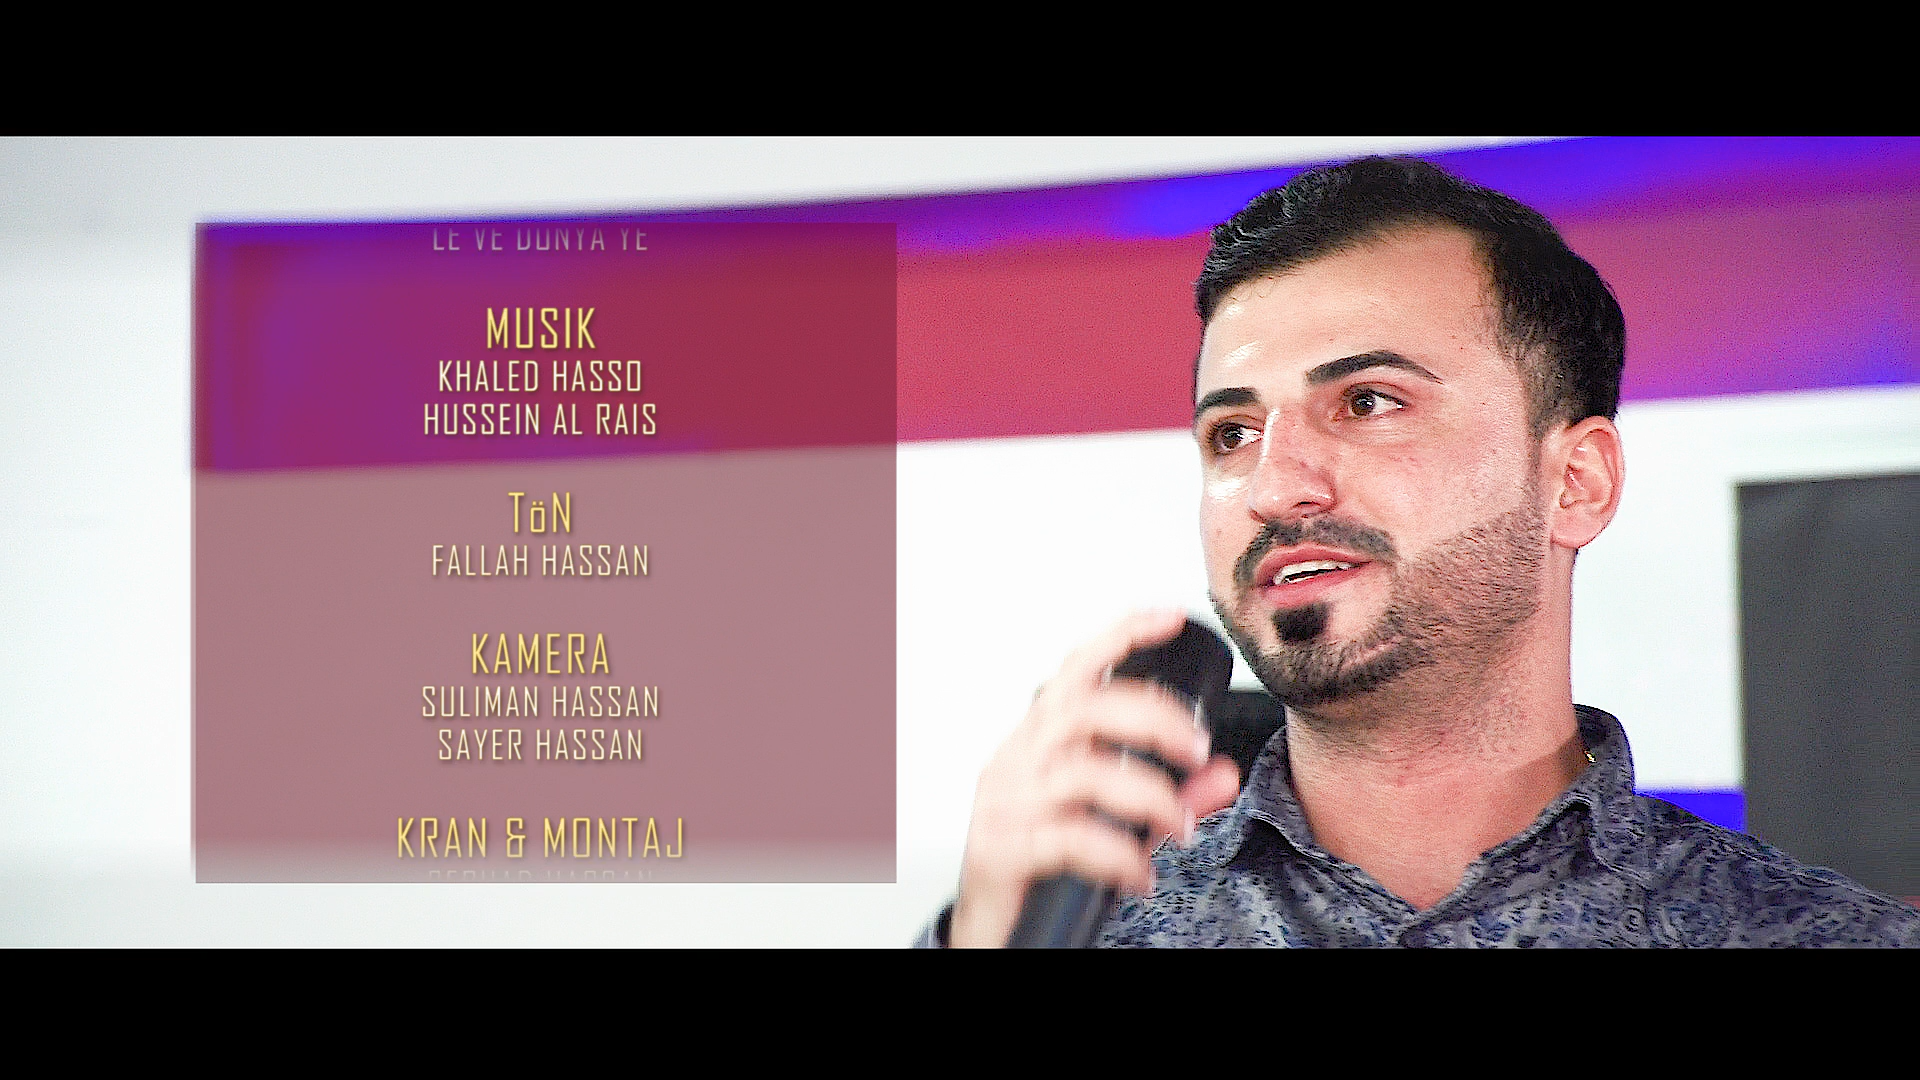 LE VE DÜNYA YE
MUSIK
KHALED HASSO
HUSSEIN AL RAIS
TöN
FALLAH HASSAN
KAMERA
SULIMAN HASSAN
SAYER HASSAN
KRAN & MONTAJ